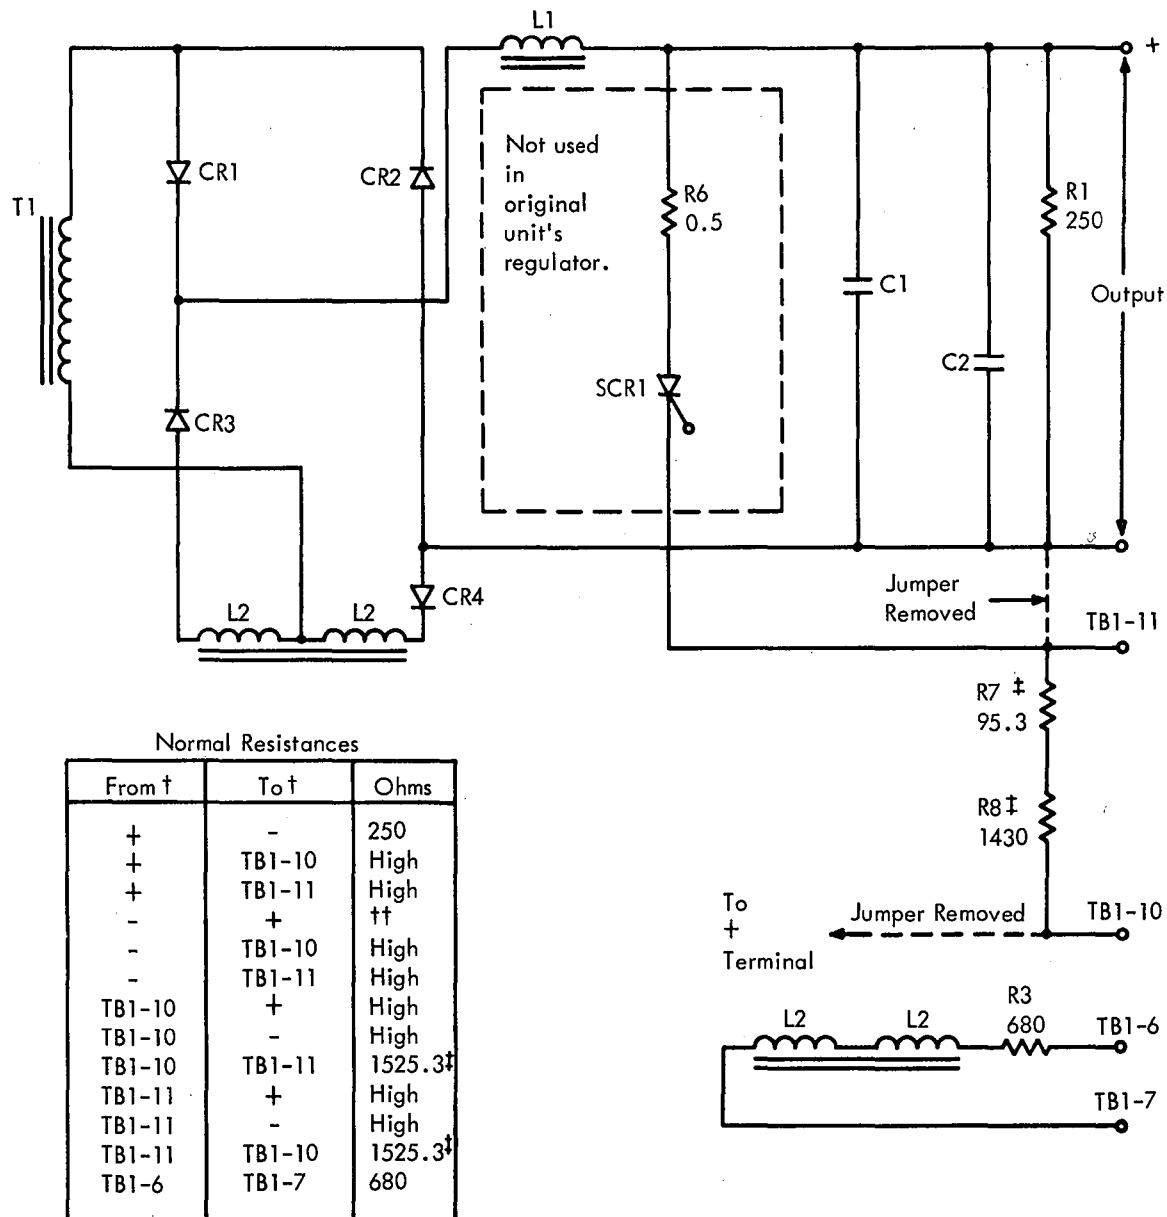 L1
+
T1
CR1
CR2
Not used
in
original
unit's
regulator.
R6
0.5
R1
250
C1
Output
C2
SCR1
CR3
CR4
L2 L2
Jumper
Removed
TB1-11
R7 ‡
95.3
R8 ‡
1430
To
+
Terminal
Jumper Removed
TB1-10
L2 L2
R3
680
TB1-6
TB1-7
Normal Resistances
From † To † Ohms
+ - 250
+ TB1-10 High
+ TB1-11 High
- + ††
- TB1-10 High
- TB1-11 High
TB1-10 + High
TB1-10 - High
TB1-10 TB1-11 1525.3‡
TB1-11 + High
TB1-11 - High
TB1-11 TB1-10 1525.3‡
TB1-6 TB1-7 680